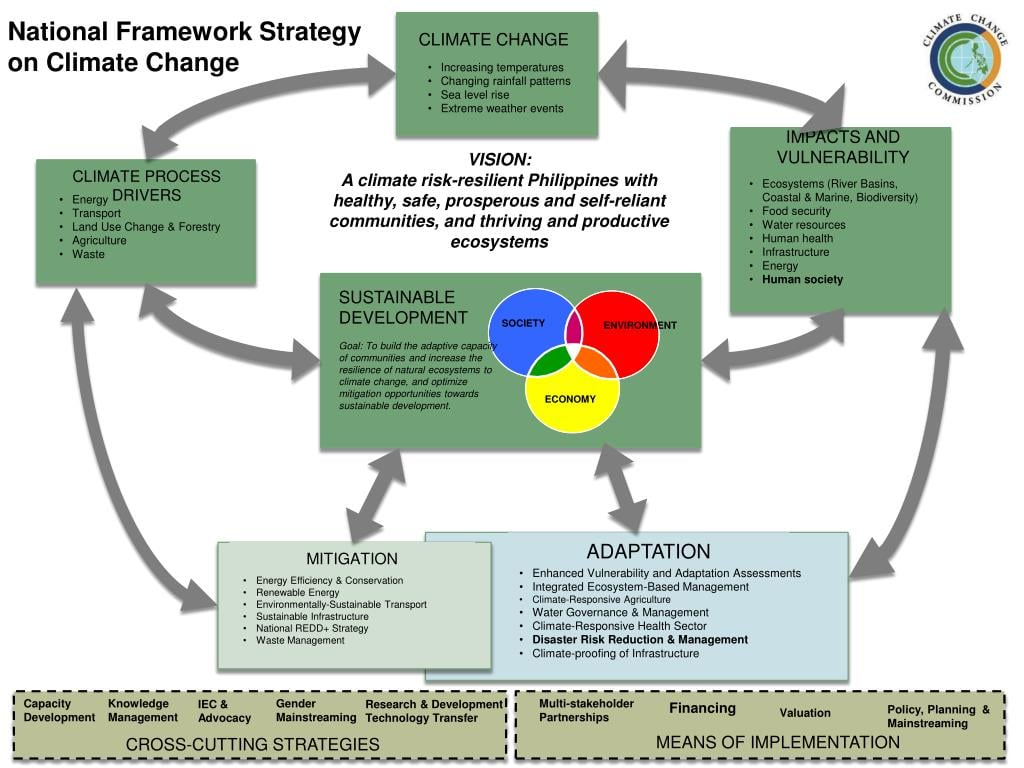 National Framework Strategy
on Climate Change
CLIMATE CHANGE
• Increasing temperatures
• Changing rainfall patterns
• Sea level rise
• Extreme weather events
CLIMATE CHANGE
COMMISSION
CLIMATE PROCESS
DRIVERS
• Energy
• Transport
• Land Use Change & Forestry
• Agriculture
• Waste
VISION:
A climate risk-resilient Philippines with
healthy, safe, prosperous and self-reliant
communities, and thriving and productive
ecosystems
IMPACTS AND
VULNERABILITY
• Ecosystems (River Basins,
Coastal & Marine, Biodiversity)
• Food security
• Water resources
• Human health
• Infrastructure
• Energy
• Human society
SUSTAINABLE
DEVELOPMENT
Goal: To build the adaptive capacity
of communities and increase the
resilience of natural ecosystems to
climate change, and optimize
mitigation opportunities towards
sustainable development.
SOCIETY
ENVIRONMENT
ECONOMY
MITIGATION
• Energy Efficiency & Conservation
• Renewable Energy
• Environmentally-Sustainable Transport
• Sustainable Infrastructure
• National REDD+ Strategy
• Waste Management
ADAPTATION
• Enhanced Vulnerability and Adaptation Assessments
• Integrated Ecosystem-Based Management
• Climate-Responsive Agriculture
• Water Governance & Management
• Climate-Responsive Health Sector
• Disaster Risk Reduction & Management
• Climate-proofing of Infrastructure
Capacity
Development
Knowledge
Management
IEC &
Advocacy
Gender
Mainstreaming
Research & Development
Technology Transfer
CROSS-CUTTING STRATEGIES
Multi-stakeholder
Partnerships
Financing
Valuation
Policy, Planning &
Mainstreaming
MEANS OF IMPLEMENTATION